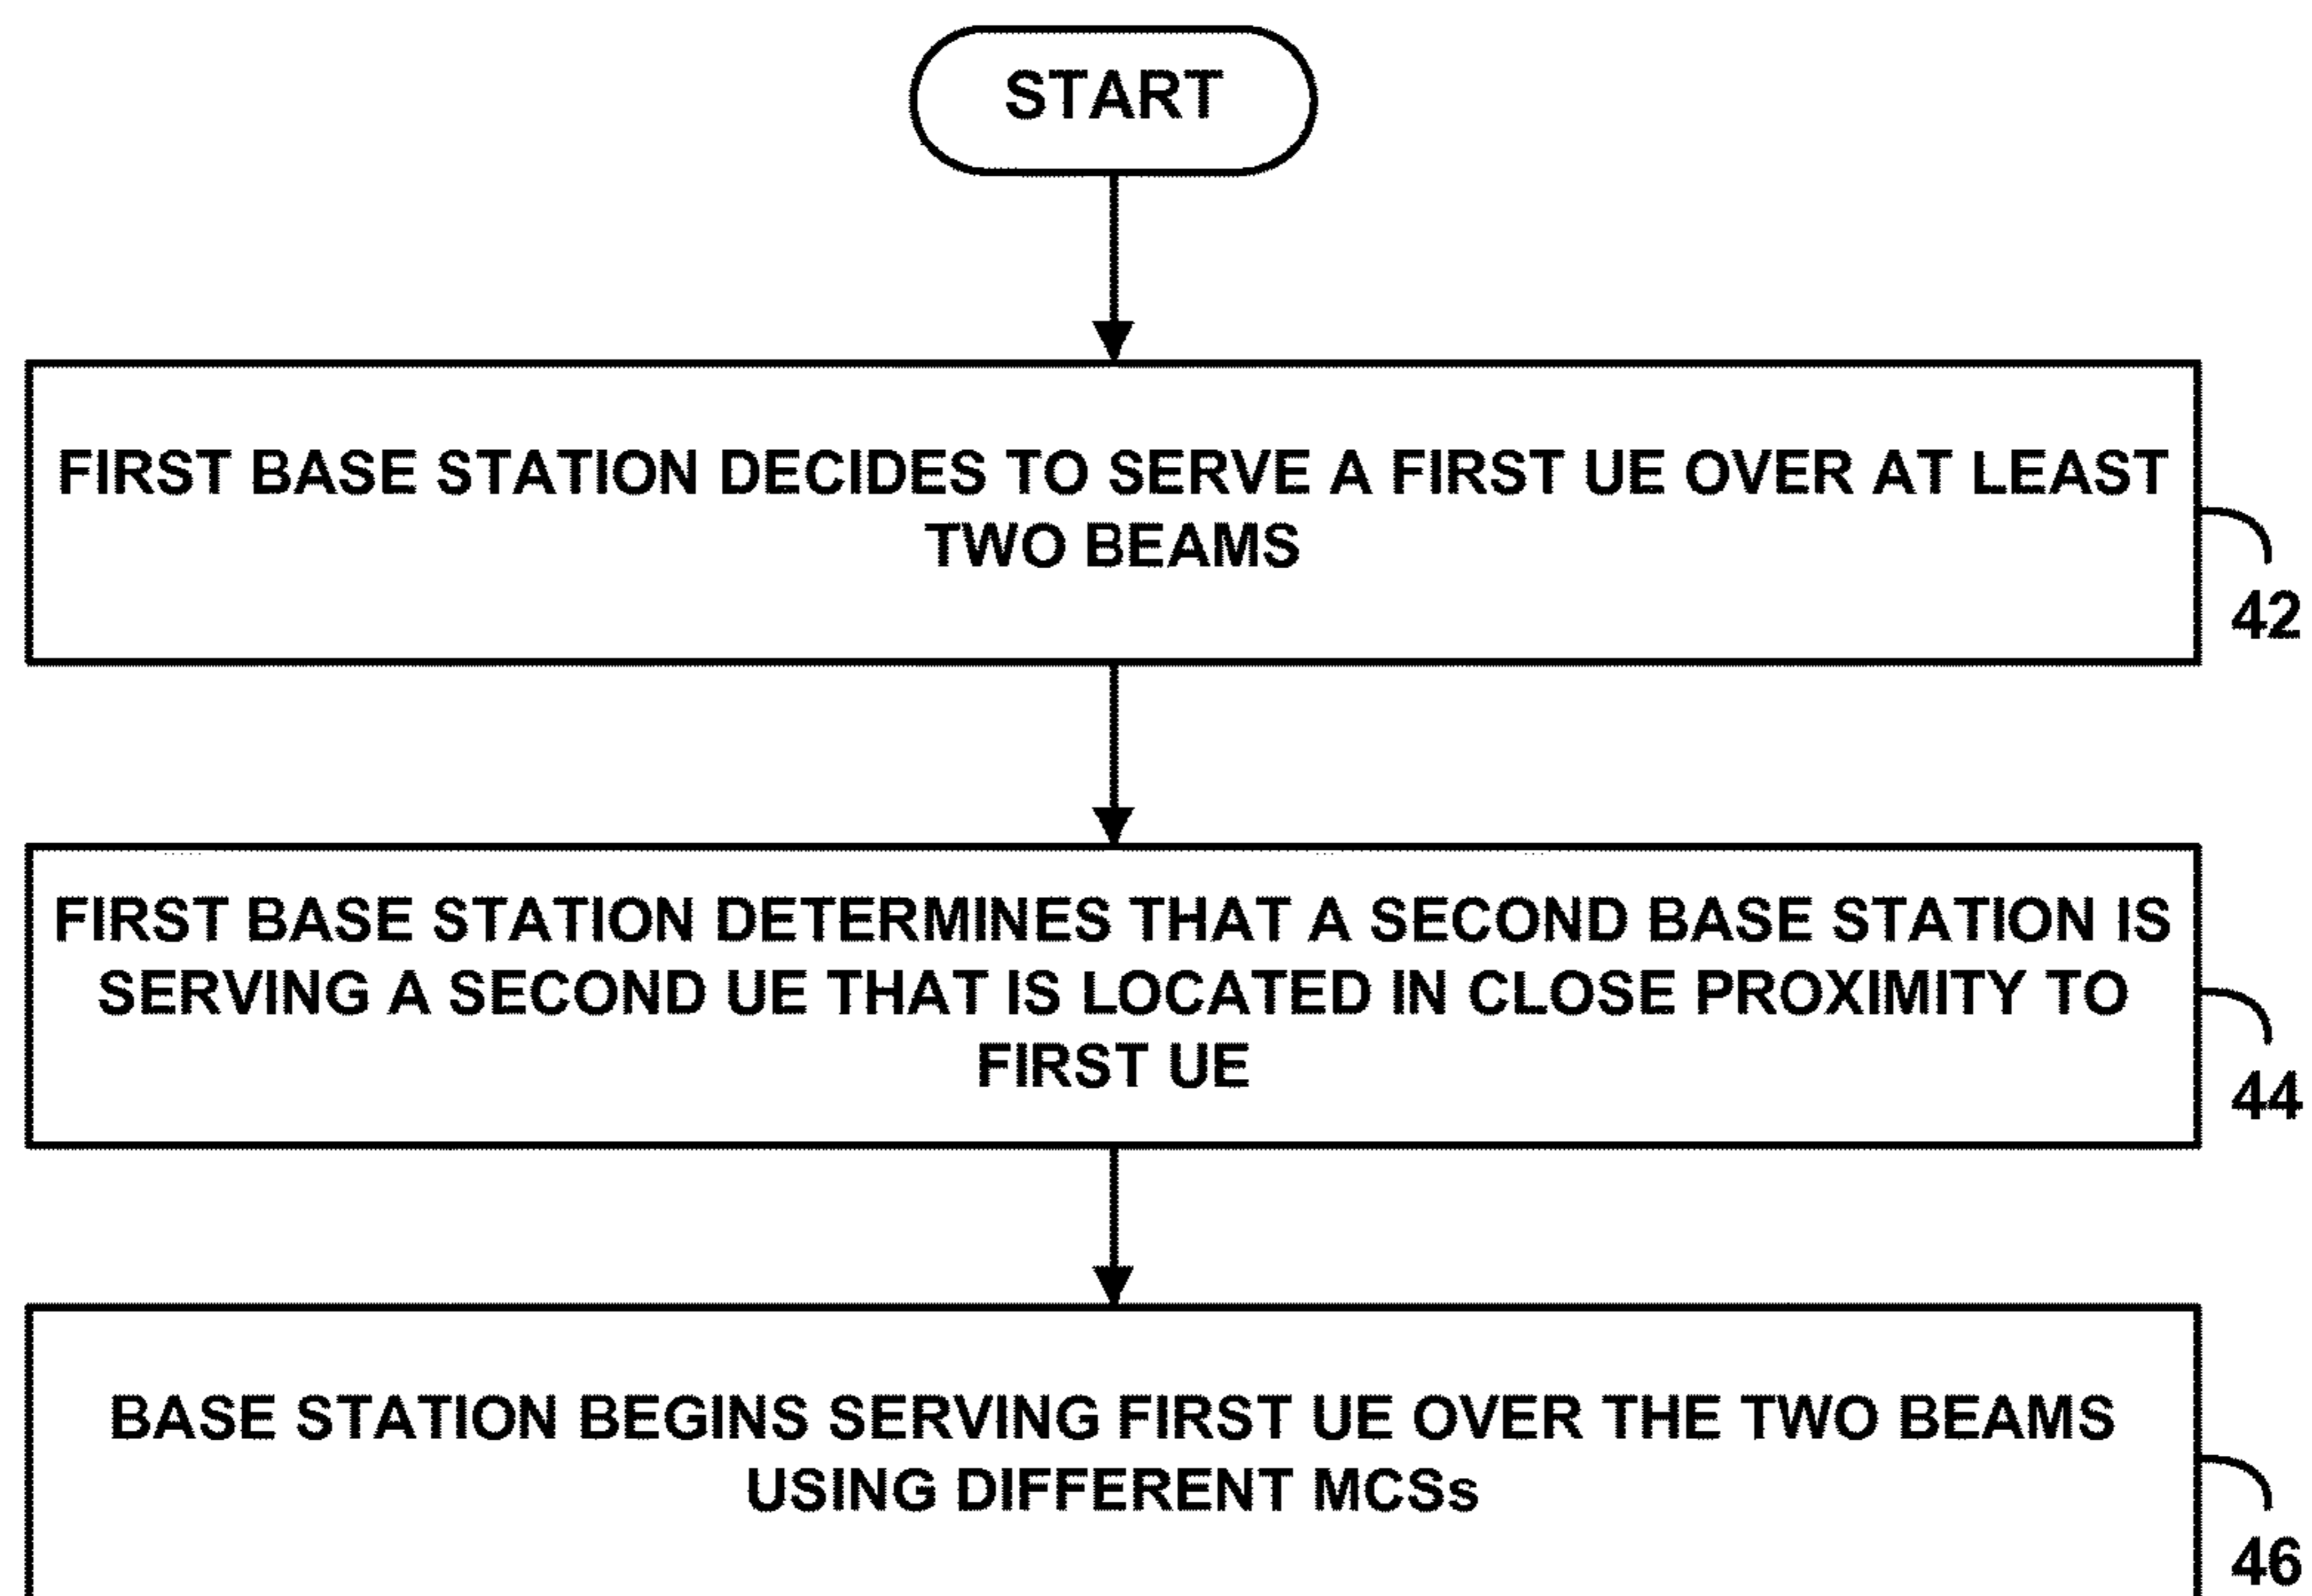 START
FIRST BASE STATION DECIDES TO SERVE A FIRST UE OVER AT LEAST
TWO BEAMS
42
FIRST BASE STATION DETERMINES THAT A SECOND BASE STATION IS
SERVING A SECOND UE THAT IS LOCATED IN CLOSE PROXIMITY TO
FIRST UE
44
BASE STATION BEGINS SERVING FIRST UE OVER THE TWO BEAMS
USING DIFFERENT MCSs
46